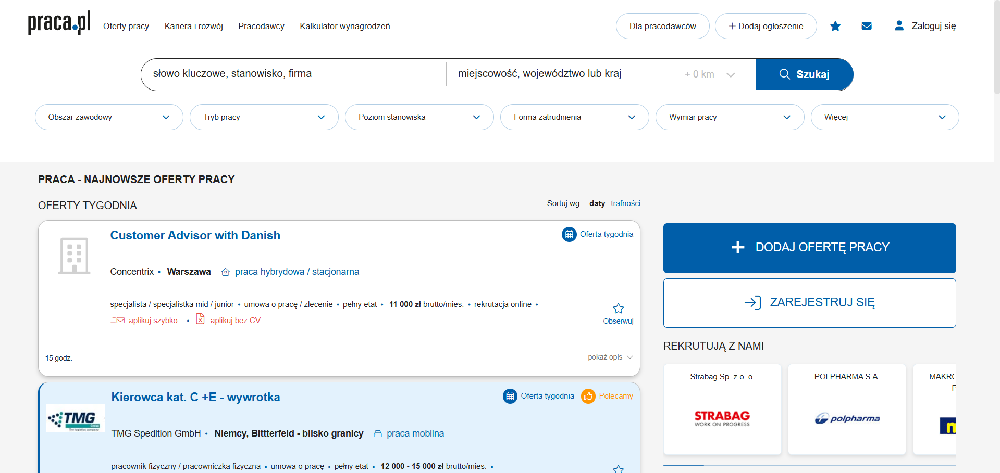 praca.pl
Oferty pracy
Kariera i rozwój
Pracodawcy
Kalkulator wynagrodzeń
Dla pracodawców
+ Dodaj ogłoszenie
Zaloguj się
słowo kluczowe, stanowisko, firma
miejscowość, województwo lub kraj
+ 0 km
Szukaj
Obszar zawodowy
Tryb pracy
Poziom stanowiska
Forma zatrudnienia
Wymiar pracy
Więcej
PRACA - NAJNOWSZE OFERTY PRACY
OFERTY TYGODNIA
Sortuj wg.: daty trafności
Customer Advisor with Danish
Oferta tygodnia
Concentrix • Warszawa praca hybrydowa / stacjonarna
specjalista / specjalistka mid / junior • umowa o pracę / zlecenie • pełny etat • 11 000 zł brutto/mies. • rekrutacja online •
aplikuj szybko • aplikuj bez CV
Obserwuj
15 godz.
pokaż opis
Kierowca kat. C +E - wywrotka
Oferta tygodnia
Polecamy
TMG
Group
The logistics company
TMG Spedition GmbH • Niemcy, Bittterfeld - blisko granicy praca mobilna
pracownik fizyczny / pracowniczka fizyczna • umowa o pracę • pełny etat • 12 000 - 15 000 zł brutto/mies. •
+ DODAJ OFERTĘ PRACY
ZAREJESTRUJ SIĘ
REKRUTUJĄ Z NAMI
Strabag Sp. z o. o.
STRABAG
WORK ON PROGRESS
POLPHARMA S.A.
polpharma
MAKRO
P
m